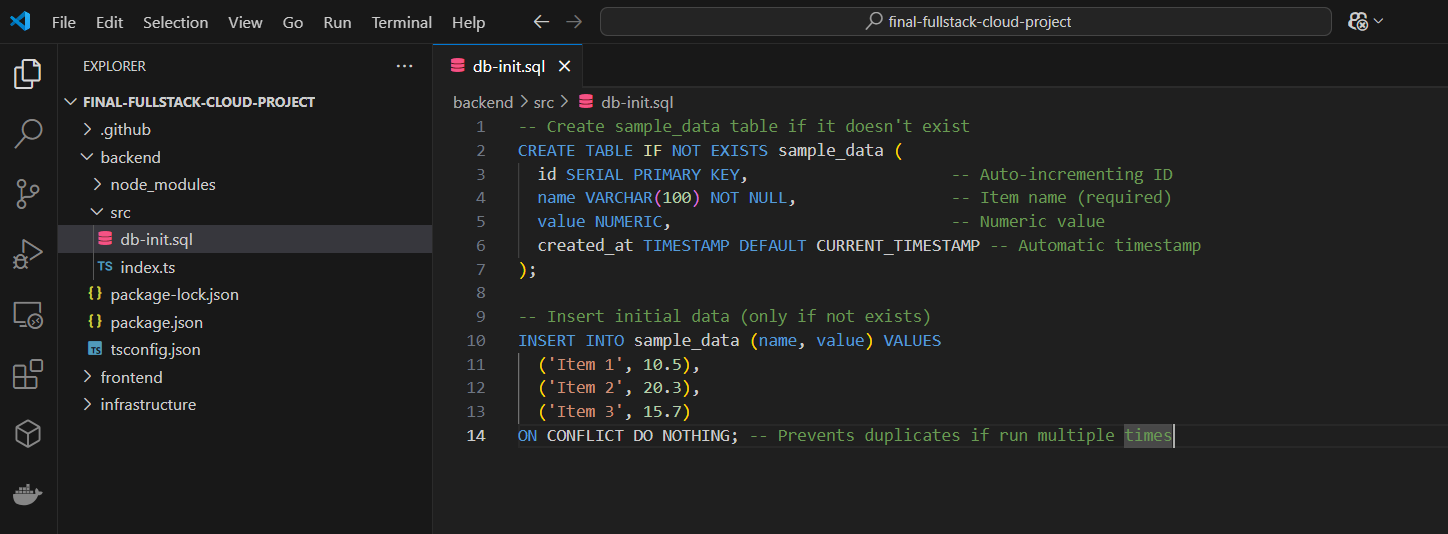 File Edit Selection View Go Run Terminal Help
final-fullstack-cloud-project
EXPLORER
FINAL-FULLSTACK-CLOUD-PROJECT
.github
backend
node_modules
src
db-init.sql
TS index.ts
{} package-lock.json
{} package.json
TS tsconfig.json
frontend
infrastructure
db-init.sql
backend > src > db-init.sql
1 -- Create sample_data table if it doesn't exist
2 CREATE TABLE IF NOT EXISTS sample_data (
3   id SERIAL PRIMARY KEY,                     -- Auto-incrementing ID
4   name VARCHAR(100) NOT NULL,                -- Item name (required)
5   value NUMERIC,                             -- Numeric value
6   created_at TIMESTAMP DEFAULT CURRENT_TIMESTAMP -- Automatic timestamp
7 );
8
9 -- Insert initial data (only if not exists)
10 INSERT INTO sample_data (name, value) VALUES
11   ('Item 1', 10.5),
12   ('Item 2', 20.3),
13   ('Item 3', 15.7)
14 ON CONFLICT DO NOTHING; -- Prevents duplicates if run multiple times